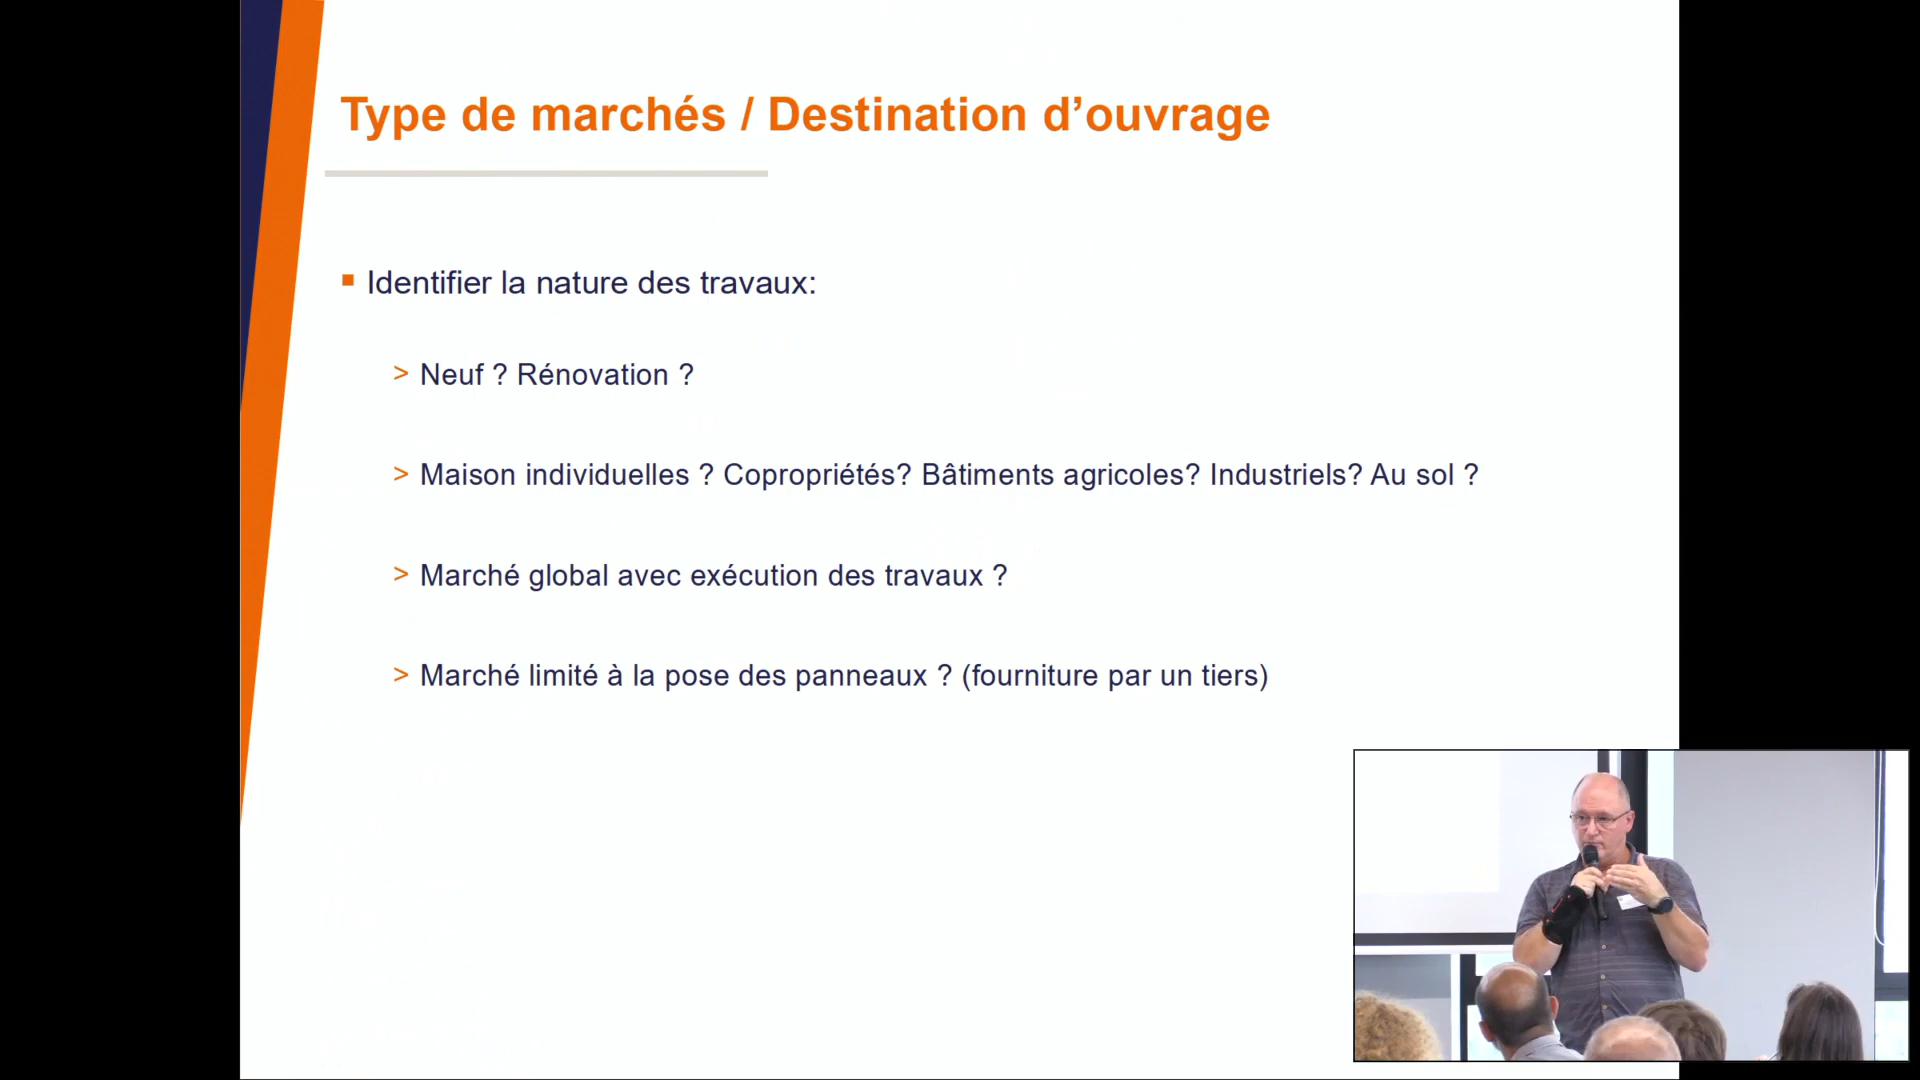 Type de marchés / Destination d’ouvrage
Identifier la nature des travaux:
> Neuf ? Rénovation ?
> Maison individuelles ? Copropriétés? Bâtiments agricoles? Industriels? Au sol ?
> Marché global avec exécution des travaux ?
> Marché limité à la pose des panneaux ? (fourniture par un tiers)